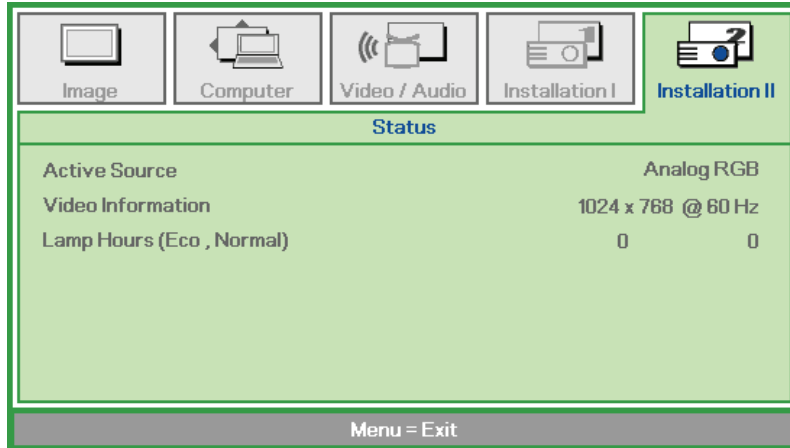 Image Computer Video / Audio Installation I Installation II
Status
Active Source Analog RGB
Video Information 1024 x 768 @ 60 Hz
Lamp Hours (Eco , Normal) 0 0
Menu = Exit